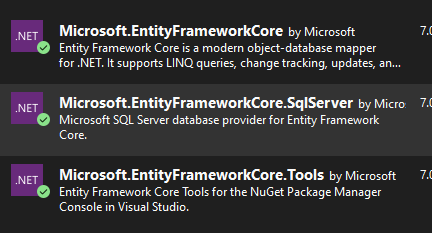 .NET
Microsoft.EntityFrameworkCore by Microsoft
7.0
Entity Framework Core is a modern object-database mapper
for .NET. It supports LINQ queries, change tracking, updates, an...
.NET
Microsoft.EntityFrameworkCore.SqlServer by Micro
7.0
Microsoft SQL Server database provider for Entity Framework
Core.
.NET
Microsoft.EntityFrameworkCore.Tools by Microsoft
7.0
Entity Framework Core Tools for the NuGet Package Manager
Console in Visual Studio.